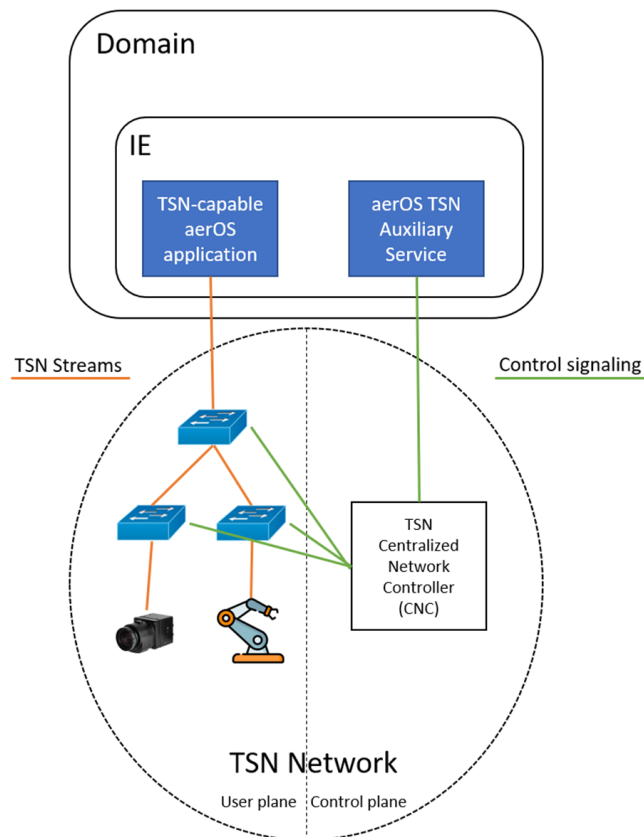 Domain
IE
TSN-capable
aerOS
application
aerOS TSN
Auxiliary
Service
TSN Streams
Control signaling
TSN
Centralized
Network
Controller
(CNC)
TSN Network
User plane
Control plane